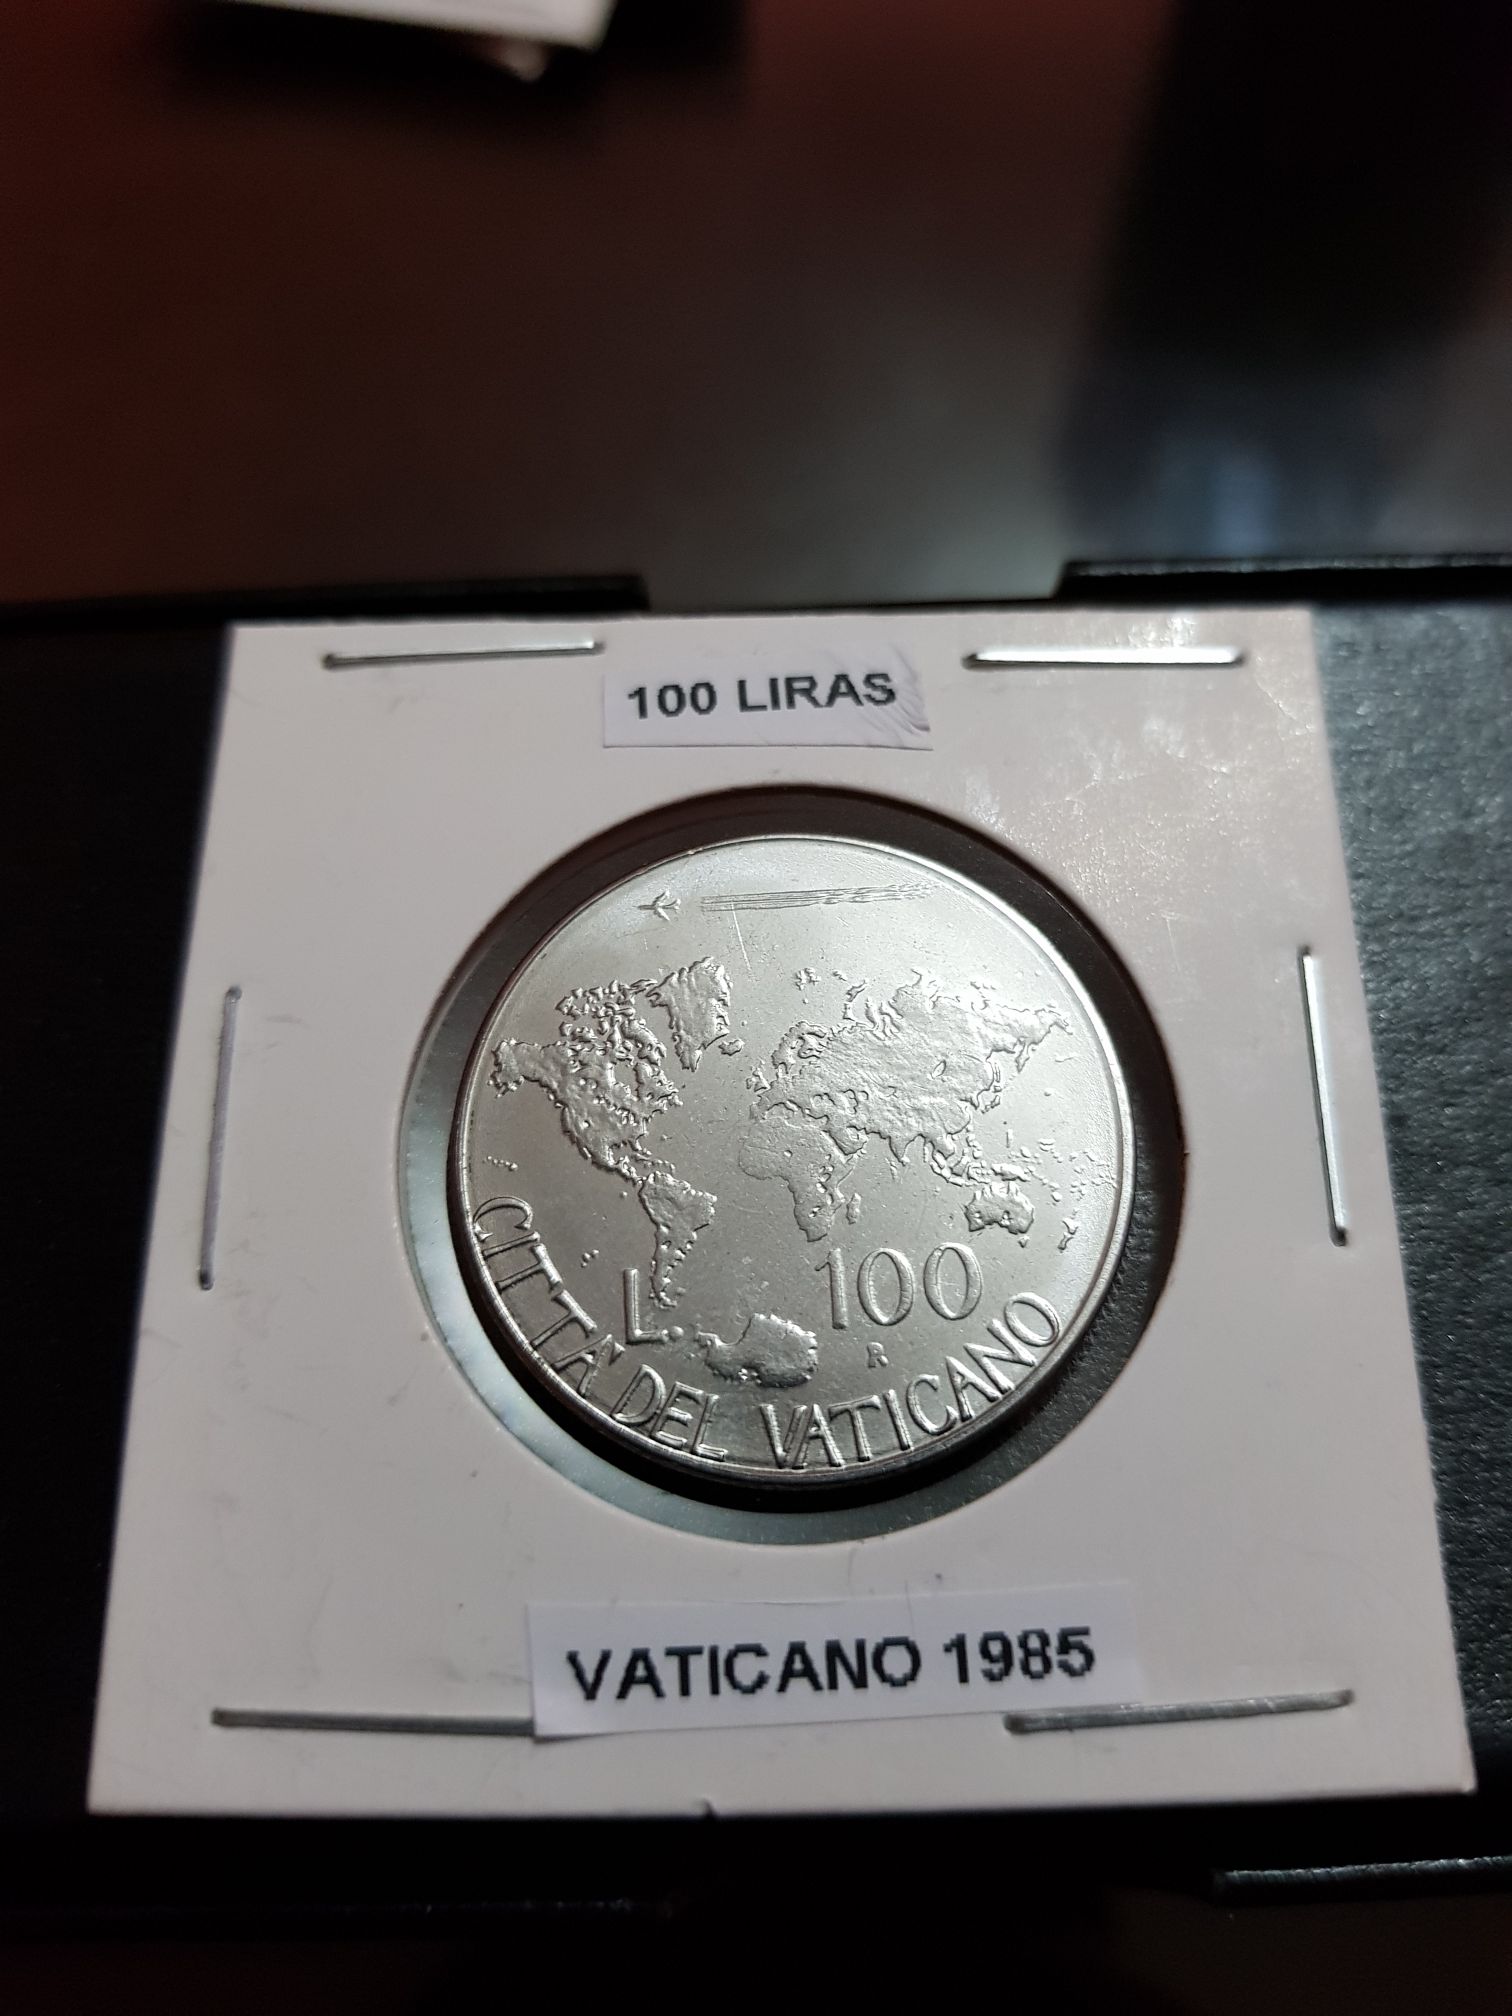 100 LIRAS
L. 100
R
CITTA' DEL VATICANO
VATICANO 1985